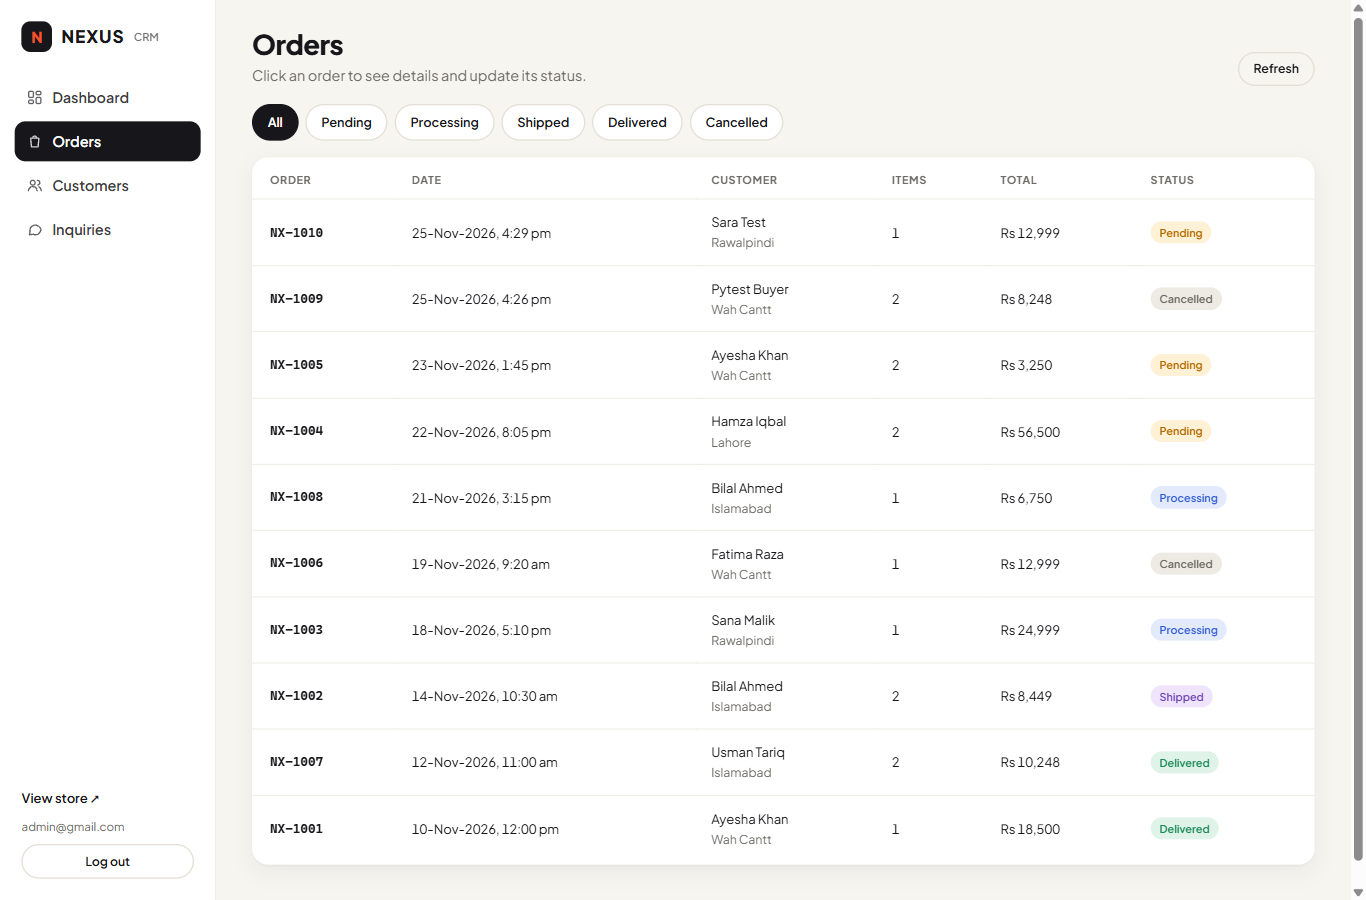 N NEXUS CRM
Dashboard
Orders
Customers
Inquiries
View store ↗
admin@gmail.com
Log out
Orders
Click an order to see details and update its status.
Refresh
All Pending Processing Shipped Delivered Cancelled
ORDER DATE CUSTOMER ITEMS TOTAL STATUS
NX-1010 25-Nov-2026, 4:29 pm Sara Test 1 Rs 12,999 Pending
Rawalpindi
NX-1009 25-Nov-2026, 4:26 pm Pytest Buyer 2 Rs 8,248 Cancelled
Wah Cantt
NX-1005 23-Nov-2026, 1:45 pm Ayesha Khan 2 Rs 3,250 Pending
Wah Cantt
NX-1004 22-Nov-2026, 8:05 pm Hamza Iqbal 2 Rs 56,500 Pending
Lahore
NX-1008 21-Nov-2026, 3:15 pm Bilal Ahmed 1 Rs 6,750 Processing
Islamabad
NX-1006 19-Nov-2026, 9:20 am Fatima Raza 1 Rs 12,999 Cancelled
Wah Cantt
NX-1003 18-Nov-2026, 5:10 pm Sana Malik 1 Rs 24,999 Processing
Rawalpindi
NX-1002 14-Nov-2026, 10:30 am Bilal Ahmed 2 Rs 8,449 Shipped
Islamabad
NX-1007 12-Nov-2026, 11:00 am Usman Tariq 2 Rs 10,248 Delivered
Islamabad
NX-1001 10-Nov-2026, 12:00 pm Ayesha Khan 1 Rs 18,500 Delivered
Wah Cantt